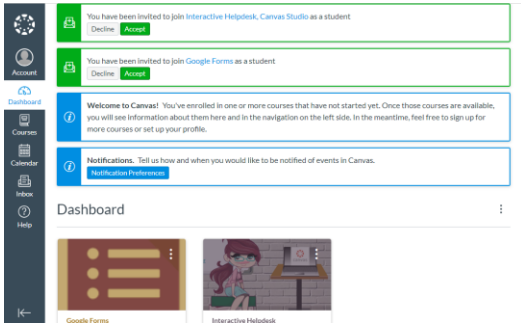 You have been invited to join Interactive Helpdesk, Canvas Studio as a student
Decline Accept
You have been invited to join Google Forms as a student
Decline Accept
Account
Dashboard
Courses
Calendar
Inbox
Help
Welcome to Canvas! You've enrolled in one or more courses that have not started yet. Once those courses are available,
you will see information about them here and in the navigation on the left side. In the meantime, feel free to sign up for
more courses or set up your profile.
Notifications. Tell us how and when you would like to be notified of events in Canvas.
Notification Preferences
Dashboard
Google Forms
Interactive Helpdesk